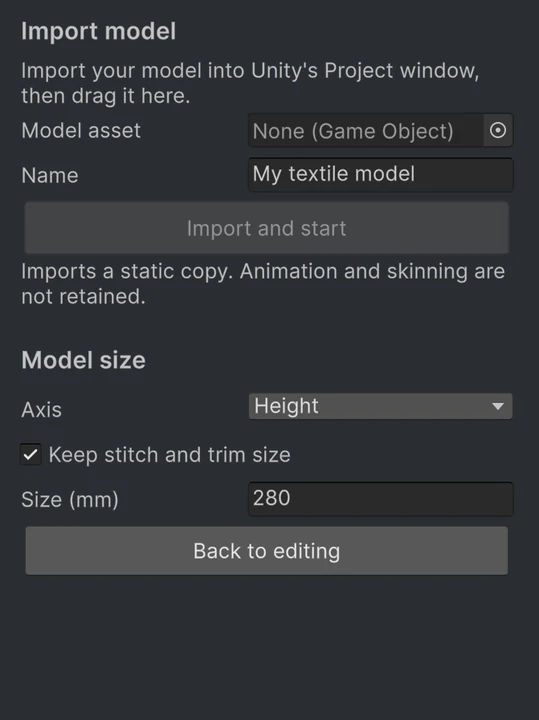 Import model
Import your model into Unity's Project window,
then drag it here.
Model asset None (Game Object)
Name My textile model
Import and start
Imports a static copy. Animation and skinning are
not retained.
Model size
Axis Height
Keep stitch and trim size
Size (mm) 280
Back to editing